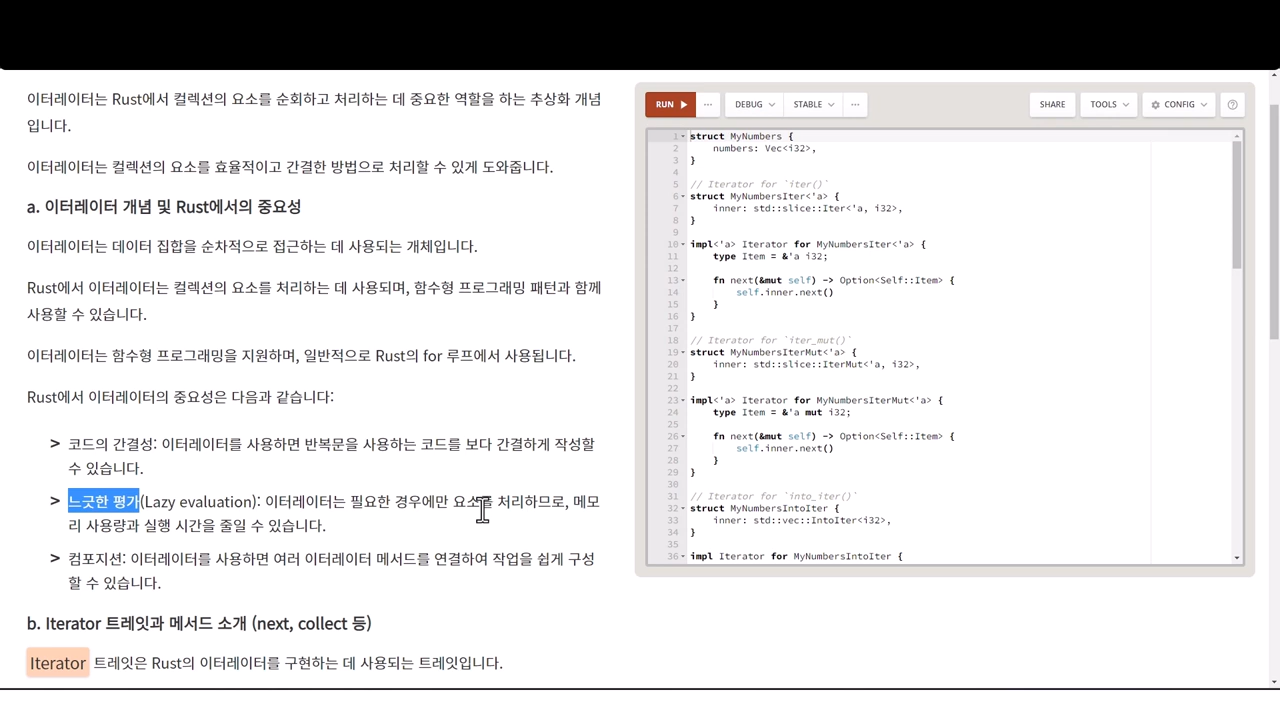 이터레이터는 Rust에서 컬렉션의 요소를 순회하고 처리하는 데 중요한 역할을 하는 추상화 개념
입니다.
이터레이터는 컬렉션의 요소를 효율적이고 간결한 방법으로 처리할 수 있게 도와줍니다.
a. 이터레이터 개념 및 Rust에서의 중요성
이터레이터는 데이터 집합을 순차적으로 접근하는 데 사용되는 개체입니다.
Rust에서 이터레이터는 컬렉션의 요소를 처리하는 데 사용되며, 함수형 프로그래밍 패턴과 함께
사용할 수 있습니다.
이터레이터는 함수형 프로그래밍을 지원하며, 일반적으로 Rust의 for 루프에서 사용됩니다.
Rust에서 이터레이터의 중요성은 다음과 같습니다:
> 코드의 간결성: 이터레이터를 사용하면 반복문을 사용하는 코드를 보다 간결하게 작성할
수 있습니다.
> 느긋한 평가(Lazy evaluation): 이터레이터는 필요한 경우에만 요소를 처리하므로, 메모
리 사용량과 실행 시간을 줄일 수 있습니다.
> 컴포지션: 이터레이터를 사용하면 여러 이터레이터 메서드를 연결하여 작업을 쉽게 구성
할 수 있습니다.
b. Iterator 트레잇과 메서드 소개 (next, collect 등)
Iterator 트레잇은 Rust의 이터레이터를 구현하는 데 사용되는 트레잇입니다.
RUN ▶ ... DEBUG STABLE ... SHARE TOOLS CONFIG ?
1 struct MyNumbers {
2 numbers: Vec<i32>,
3 }
4
5 // Iterator for `iter()`
6 struct MyNumbersIter<'a> {
7 inner: std::slice::Iter<'a, i32>,
8 }
9
10 impl<'a> Iterator for MyNumbersIter<'a> {
11 type Item = &'a i32;
12
13 fn next(&mut self) -> Option<Self::Item> {
14 self.inner.next()
15 }
16 }
17
18 // Iterator for `iter_mut()`
19 struct MyNumbersIterMut<'a> {
20 inner: std::slice::IterMut<'a, i32>,
21 }
22
23 impl<'a> Iterator for MyNumbersIterMut<'a> {
24 type Item = &'a mut i32;
25
26 fn next(&mut self) -> Option<Self::Item> {
27 self.inner.next()
28 }
29 }
30
31 // Iterator for `into_iter()`
32 struct MyNumbersIntoIter {
33 inner: std::vec::IntoIter<i32>,
34 }
35
36 impl Iterator for MyNumbersIntoIter {